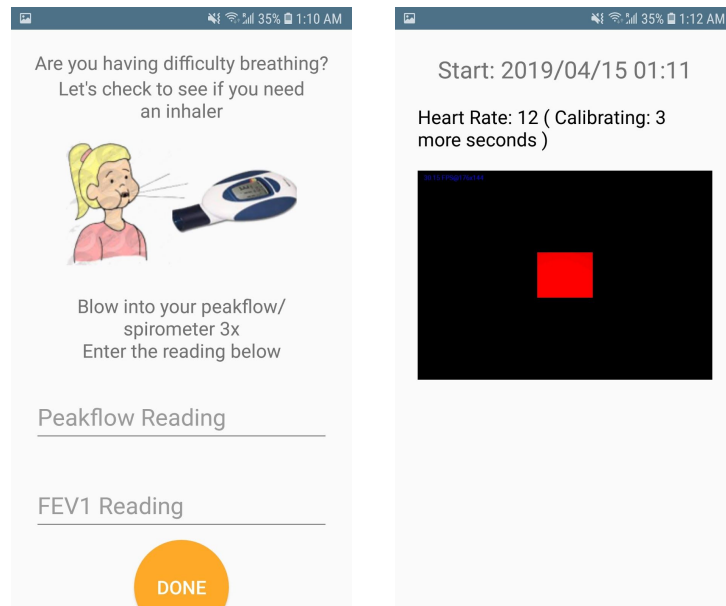 35% 1:10 AM
Are you having difficulty breathing?
Let's check to see if you need
an inhaler
Blow into your peakflow/
spirometer 3x
Enter the reading below
Peakflow Reading
FEV1 Reading
DONE
35% 1:12 AM
Start: 2019/04/15 01:11
Heart Rate: 12 ( Calibrating: 3
more seconds )